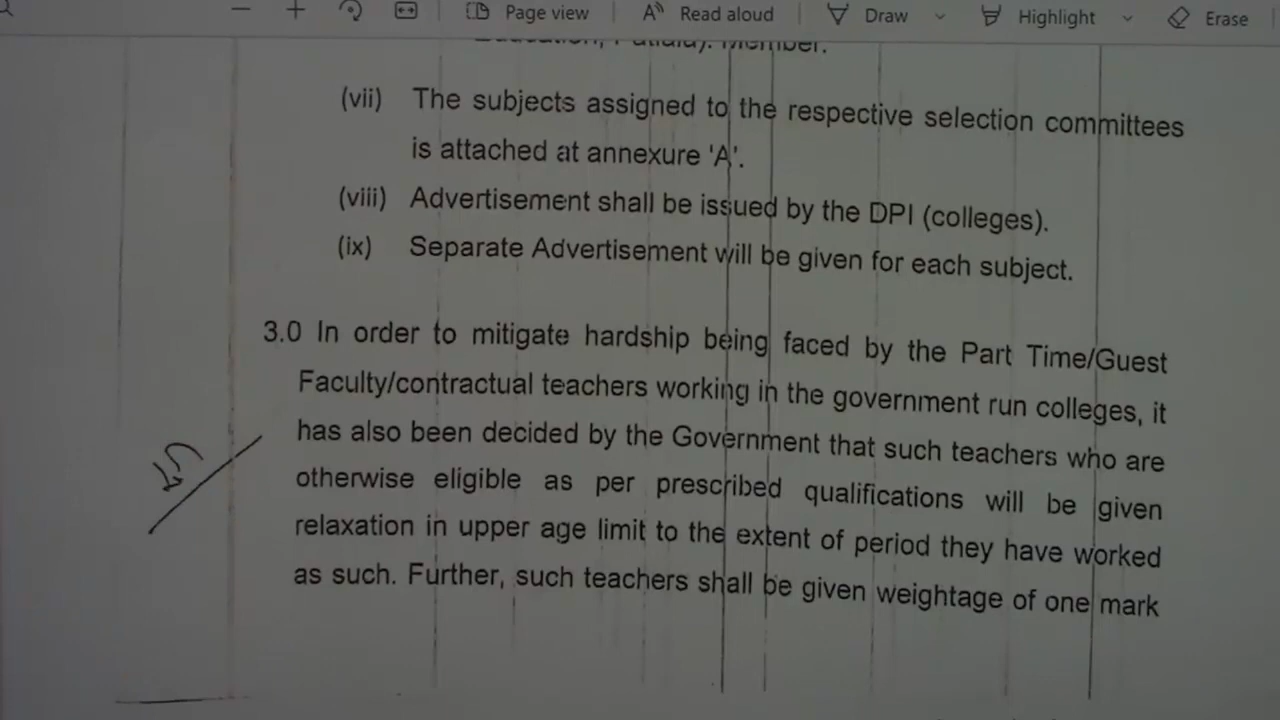 Page view Read aloud Draw Highlight Erase
Education, Patiala). Member.
(vii) The subjects assigned to the respective selection committees
is attached at annexure 'A'.
(viii) Advertisement shall be issued by the DPI (colleges).
(ix) Separate Advertisement will be given for each subject.
3.0 In order to mitigate hardship being faced by the Part Time/Guest
Faculty/contractual teachers working in the government run colleges, it
has also been decided by the Government that such teachers who are
otherwise eligible as per prescribed qualifications will be given
relaxation in upper age limit to the extent of period they have worked
as such. Further, such teachers shall be given weightage of one mark